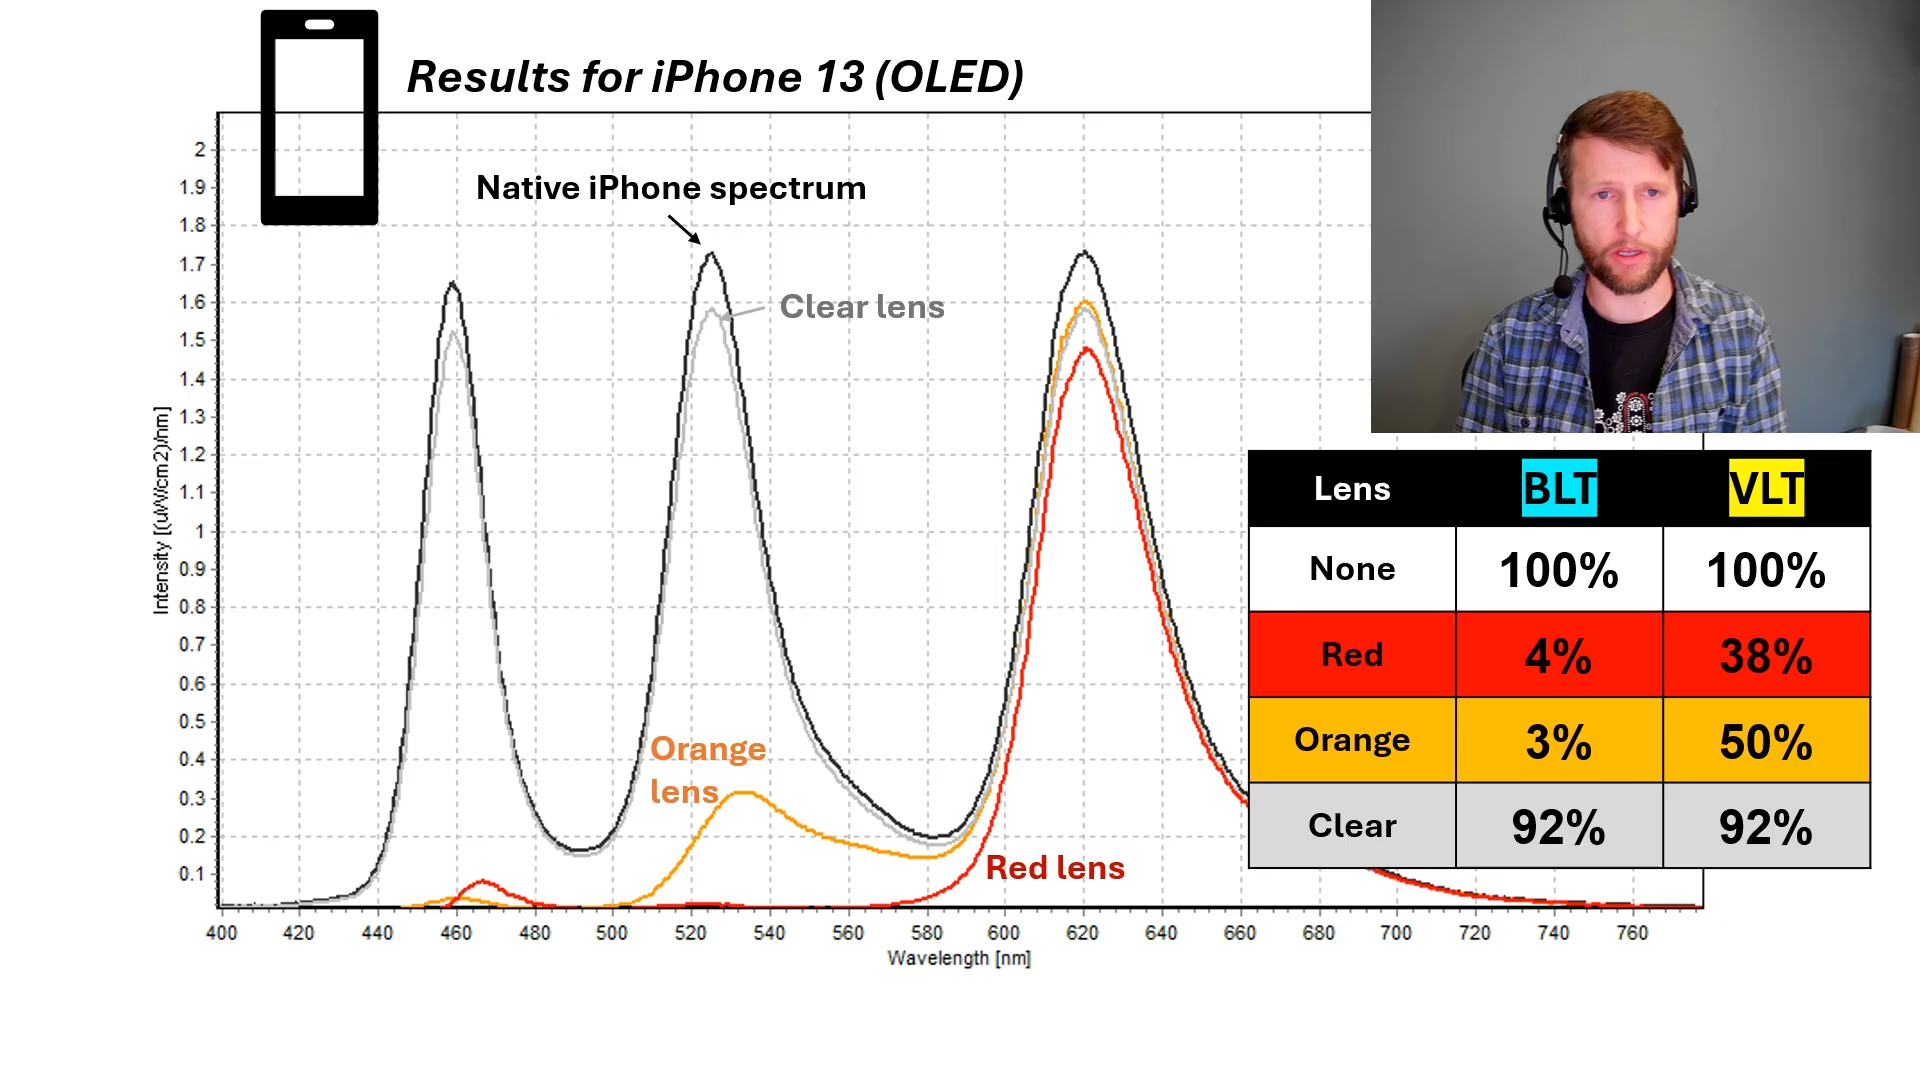 Results for iPhone 13 (OLED)
Native iPhone spectrum
Clear lens
Orange
lens
Red lens
Intensity [(uW/cm2)/nm]
2
1.9
1.8
1.7
1.6
1.5
1.4
1.3
1.2
1.1
1
0.9
0.8
0.7
0.6
0.5
0.4
0.3
0.2
0.1
400 420 440 460 480 500 520 540 560 580 600 620 640 660 680 700 720 740 760
Wavelength [nm]
Lens BLT VLT
None 100% 100%
Red 4% 38%
Orange 3% 50%
Clear 92% 92%